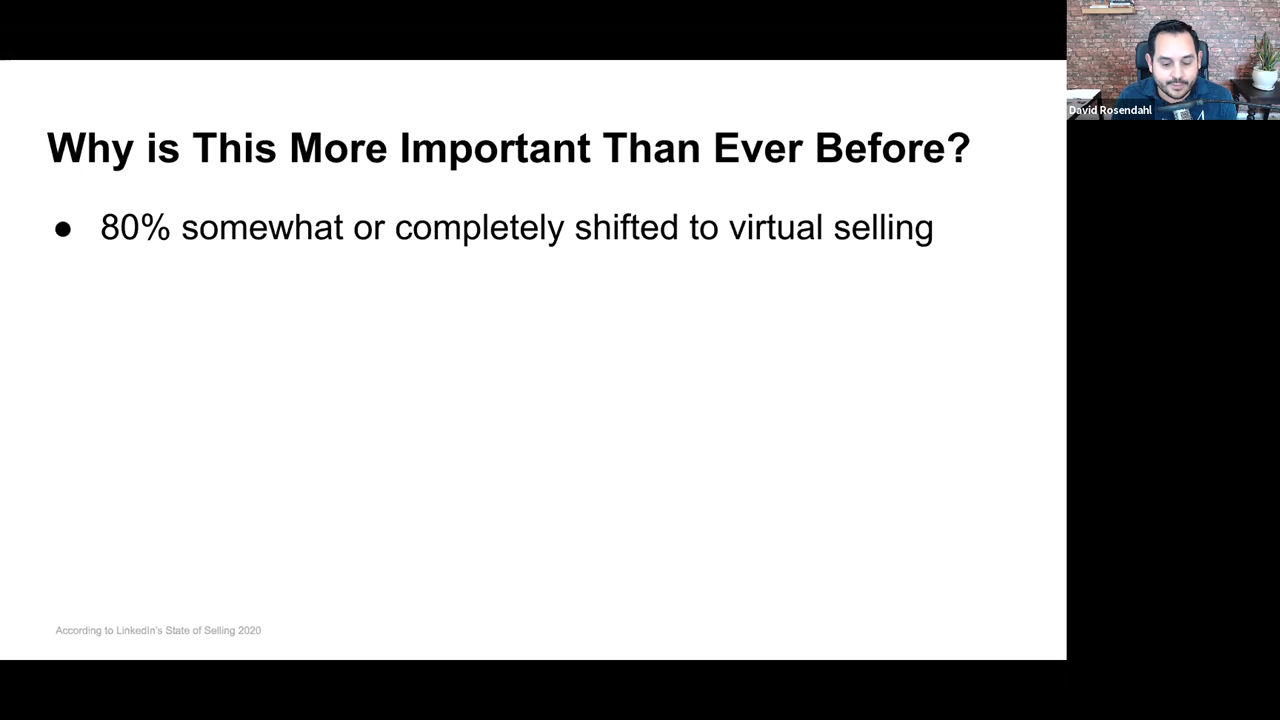 Why is This More Important Than Ever Before?
● 80% somewhat or completely shifted to virtual selling
According to LinkedIn's State of Selling 2020
David Rosendahl